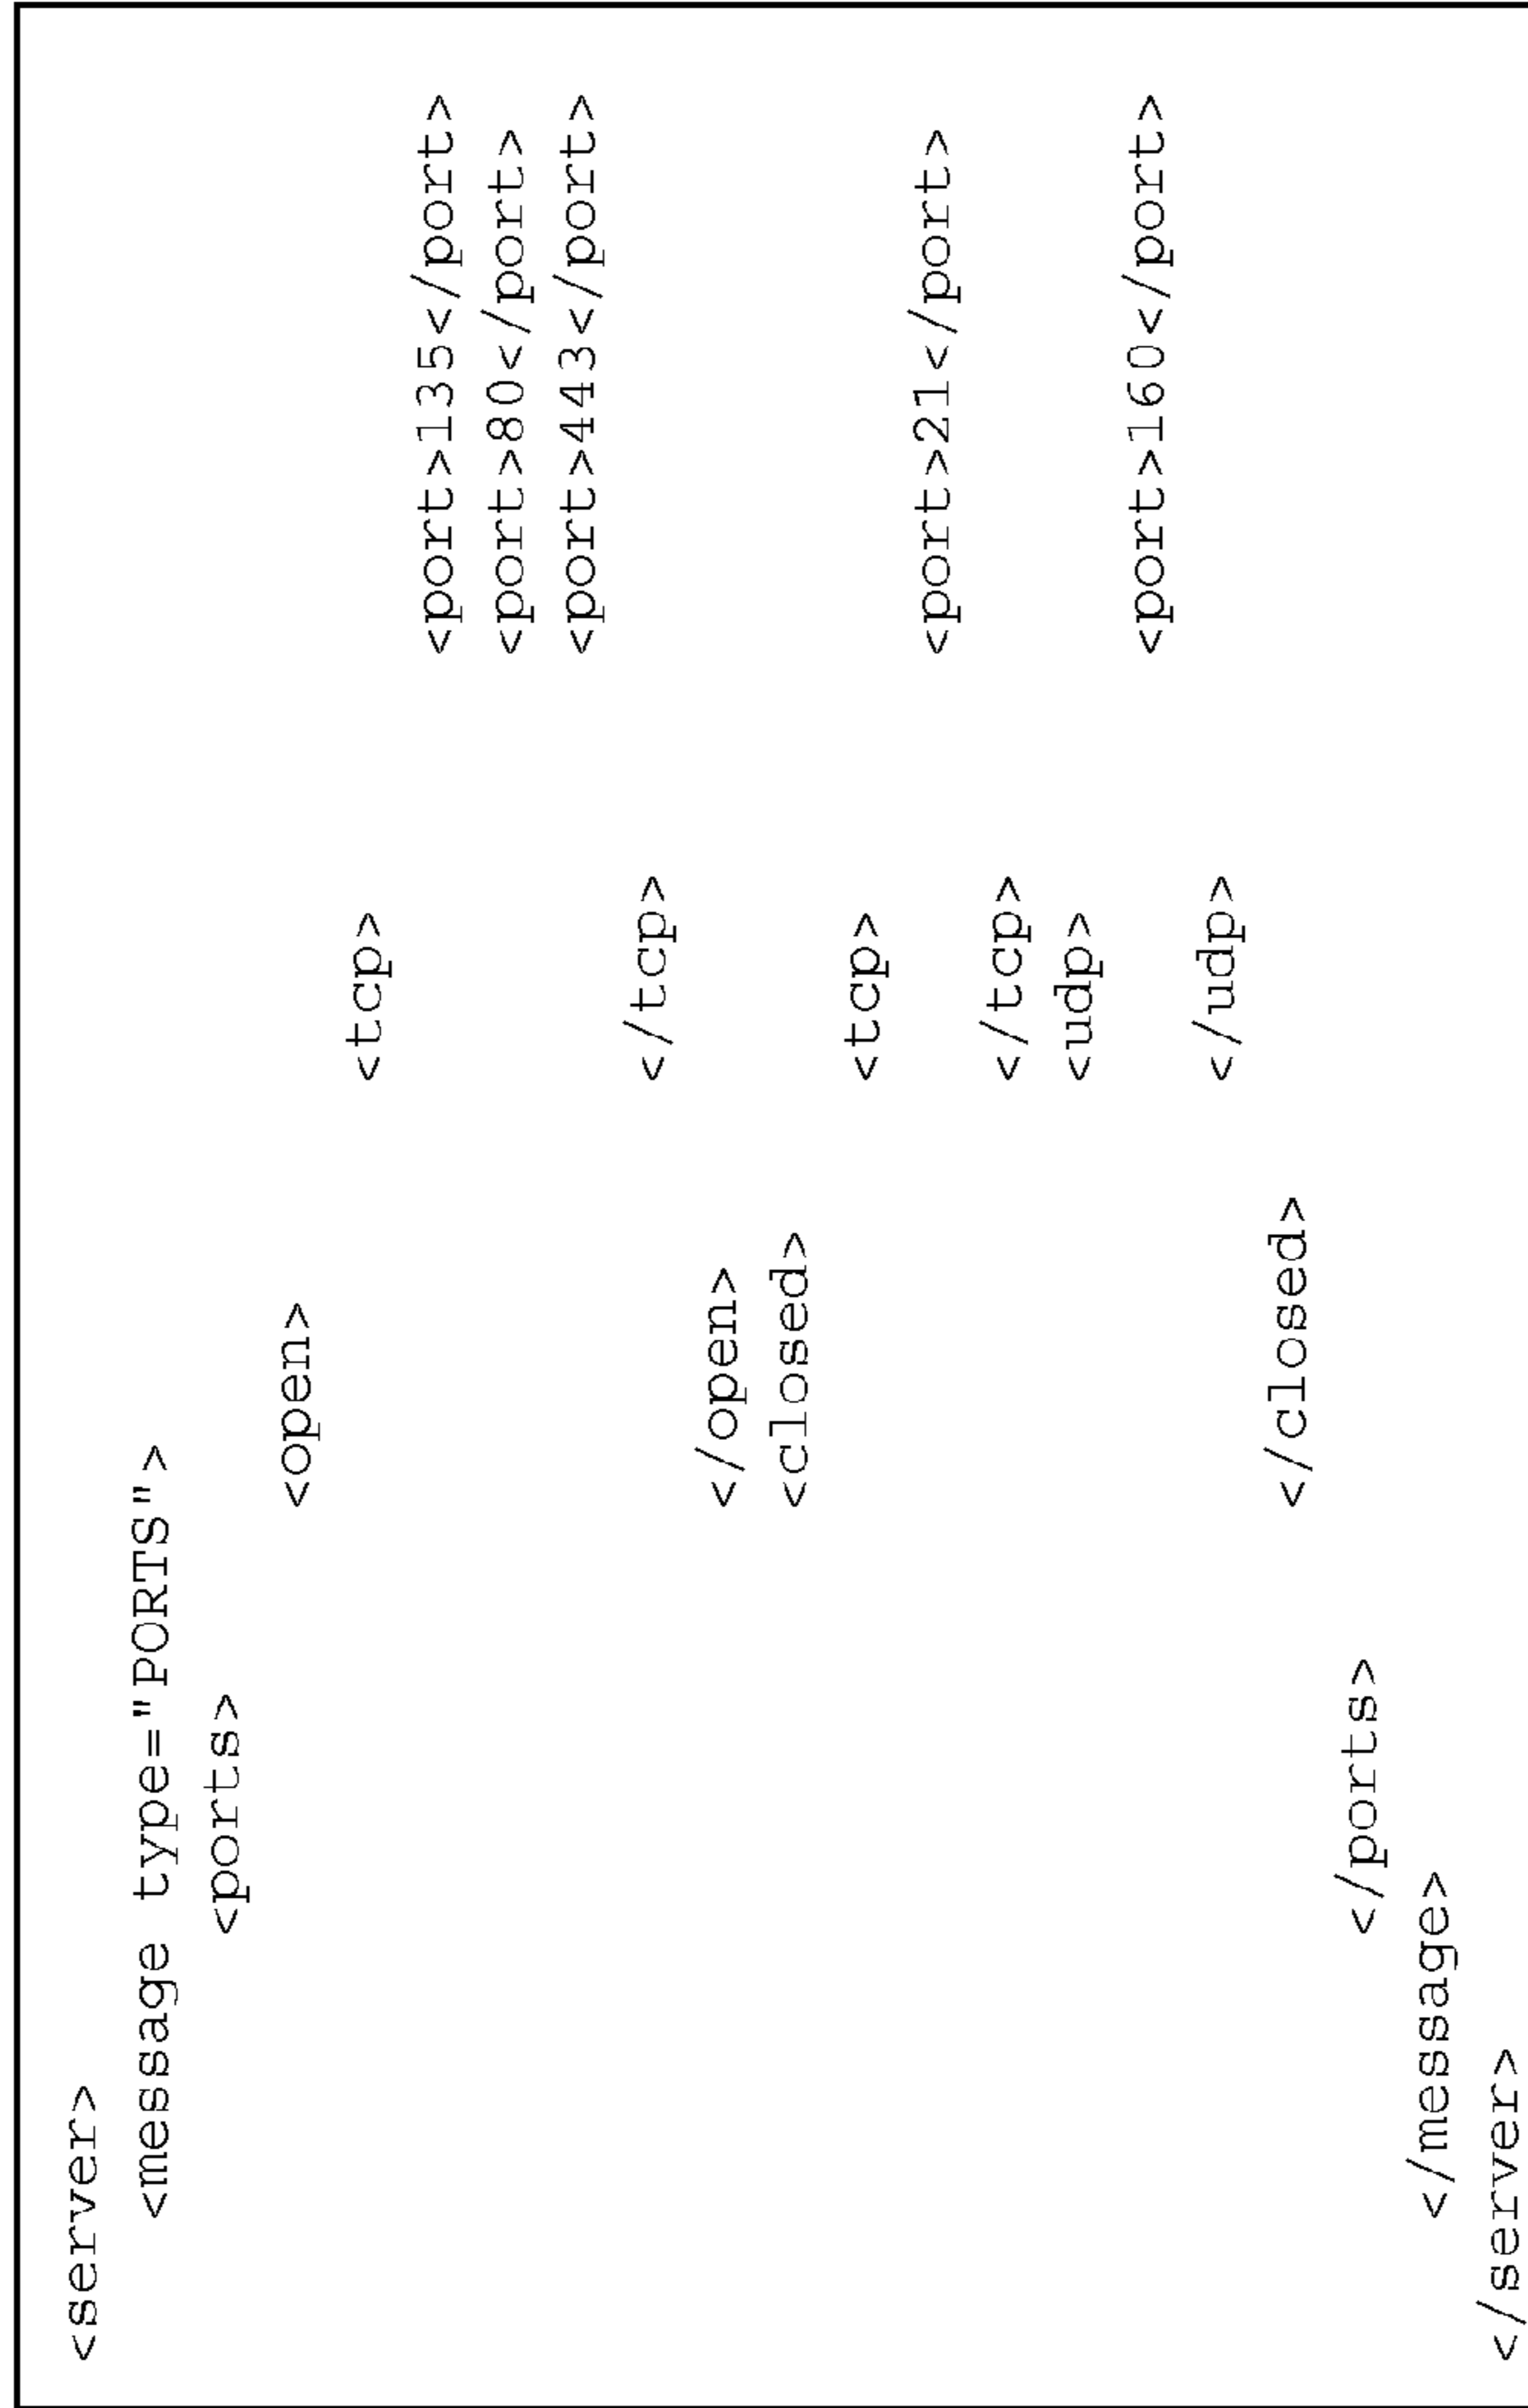 <server>
<message type="PORTS">
<ports>
<open>
<tcp>
<port>135</port>
<port>80</port>
<port>443</port>
</tcp>
</open>
<closed>
<tcp>
<port>21</port>
</tcp>
<udp>
<port>160</port>
</udp>
</closed>
</ports>
</message>
</server>